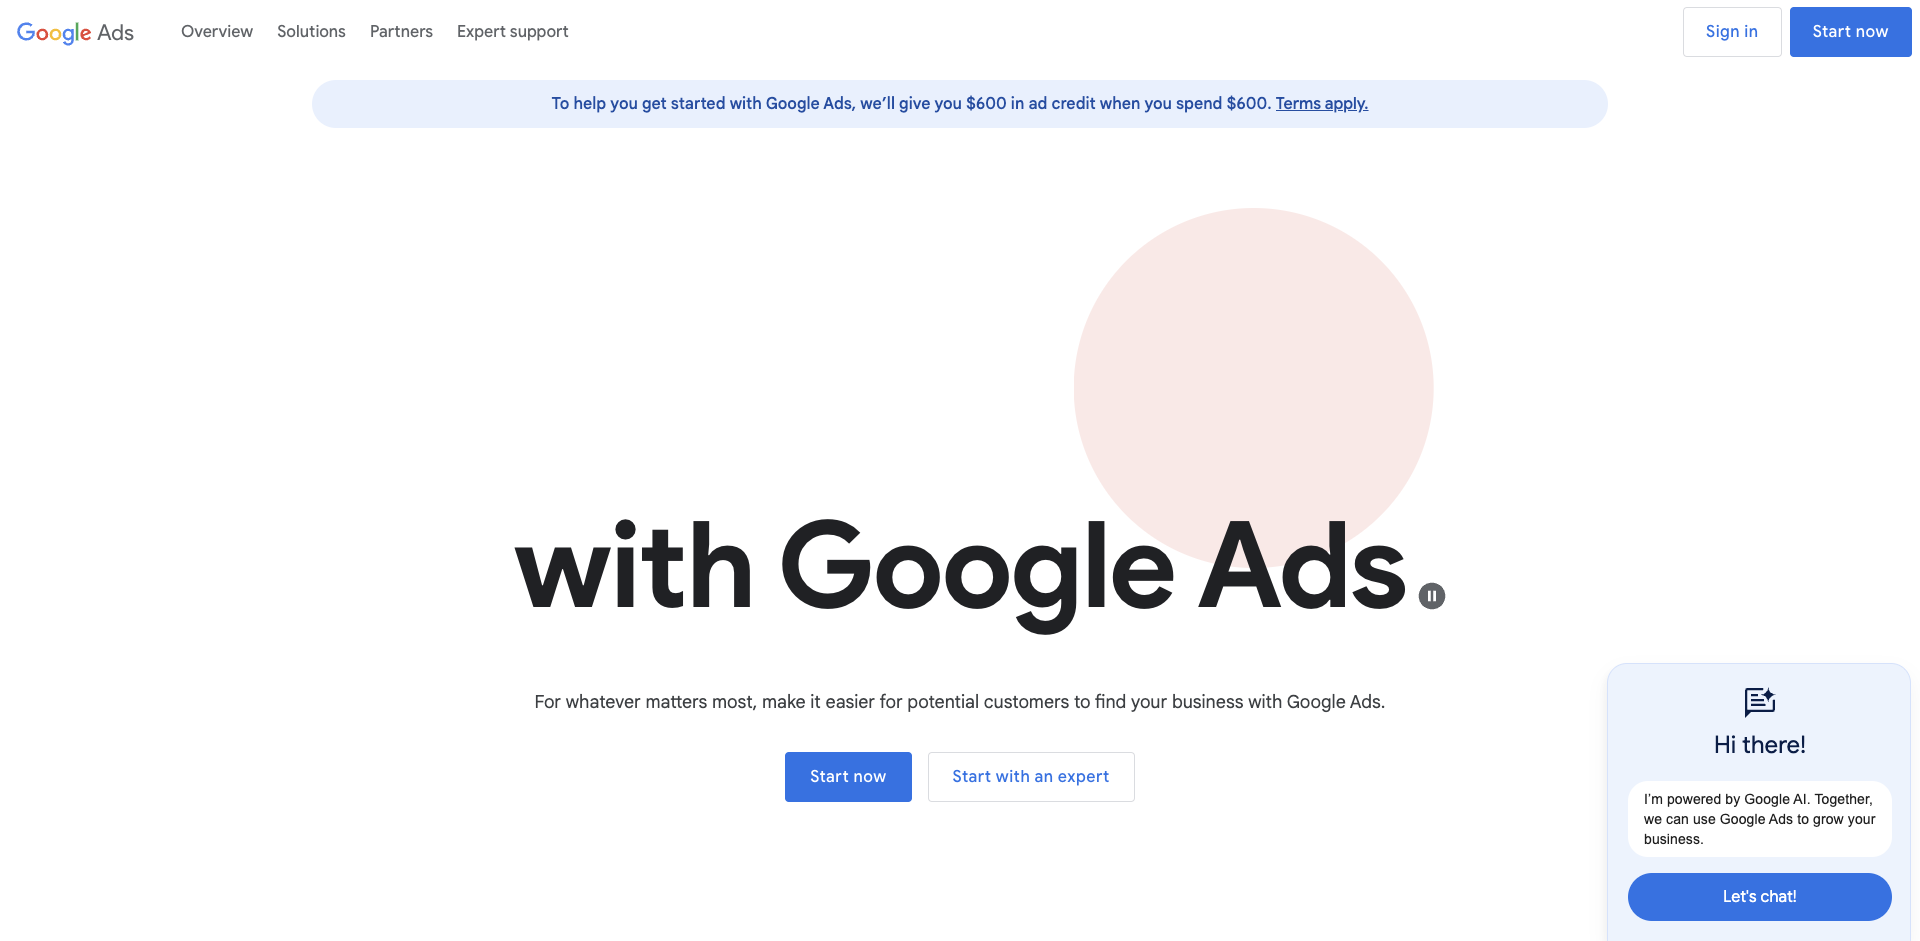 Google Ads
Overview
Solutions
Partners
Expert support
Sign in
Start now
To help you get started with Google Ads, we’ll give you $600 in ad credit when you spend $600. Terms apply.
with Google Ads.
For whatever matters most, make it easier for potential customers to find your business with Google Ads.
Start now
Start with an expert
Hi there!
I’m powered by Google AI. Together,
we can use Google Ads to grow your
business.
Let's chat!